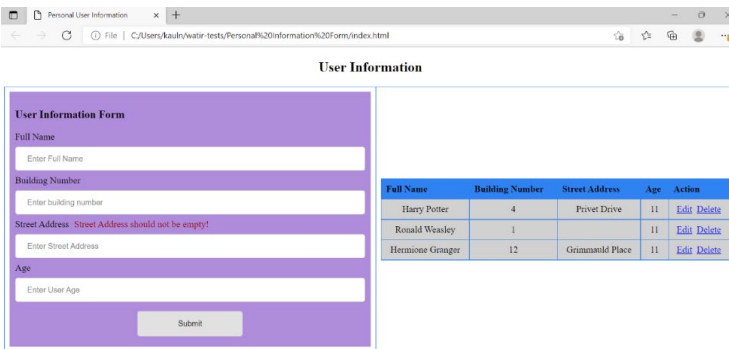 Personal User Information
File | C:/Users/kauln/watir-tests/Personal%20Information%20Form/index.html
User Information
User Information Form
Full Name
Enter Full Name
Building Number
Enter building number
Street Address Street Address should not be empty!
Enter Street Address
Age
Enter User Age
Submit
Full Name Building Number Street Address Age Action
Harry Potter 4 Privet Drive 11 Edit Delete
Ronald Weasley 1 11 Edit Delete
Hermione Granger 12 Grimmauld Place 11 Edit Delete